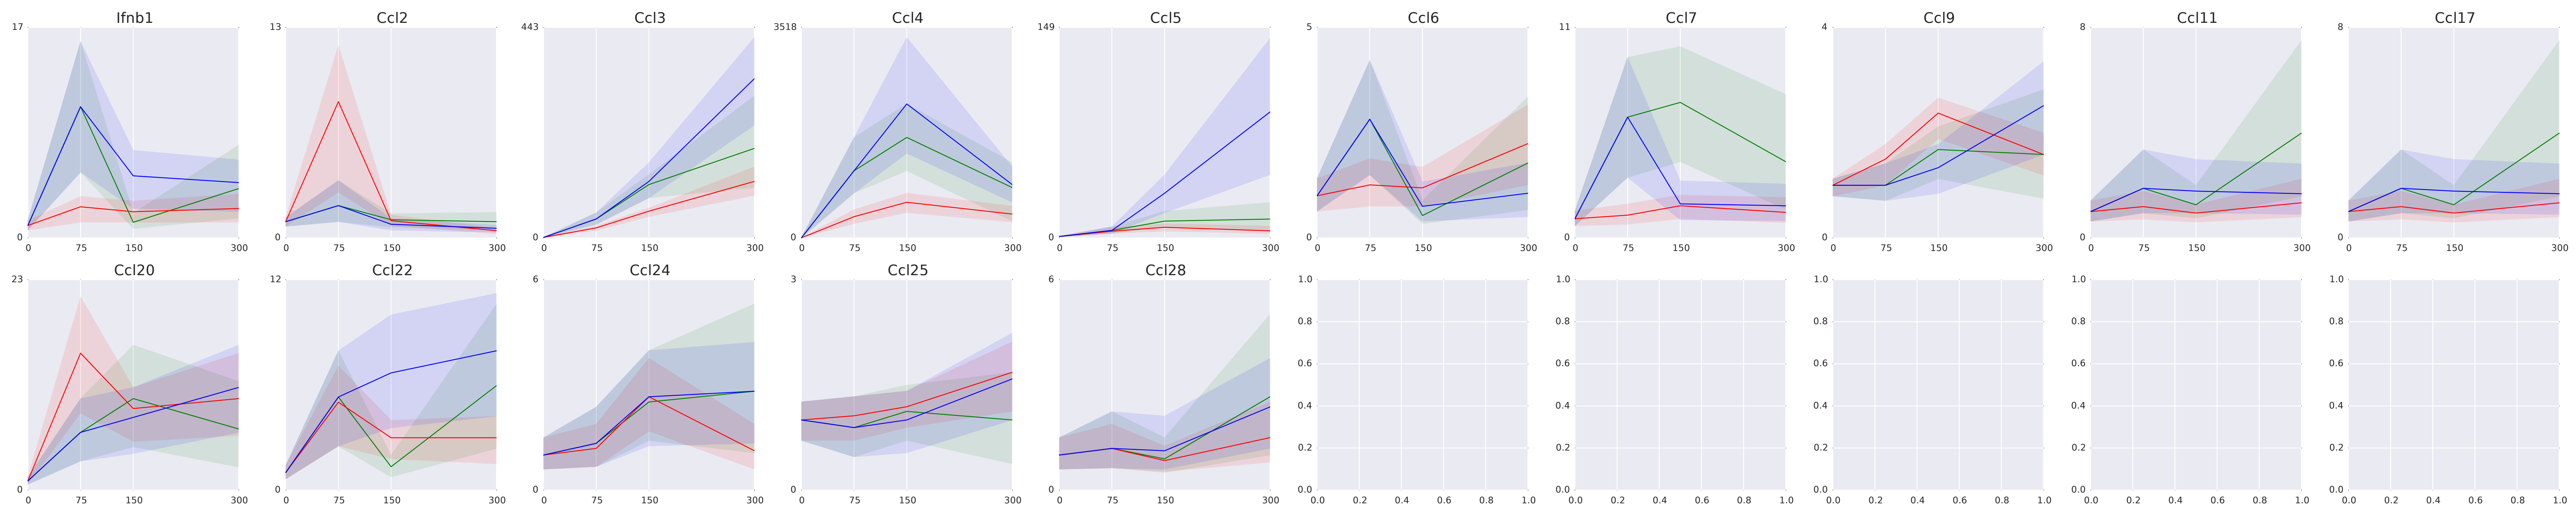 Ifnb1 Ccl2 Ccl3 Ccl4 Ccl5 Ccl6 Ccl7 Ccl9 Ccl11 Ccl17
17 13 443 3518 149 5 11 4 8 8
0 0 0 0 0 0 0 0 0 0
0 75 150 300 0 75 150 300 0 75 150 300 0 75 150 300 0 75 150 300 0 75 150 300 0 75 150 300 0 75 150 300 0 75 150 300 0 75 150 300
Ccl20 Ccl22 Ccl24 Ccl25 Ccl28
23 12 6 3 6 1.0 1.0 1.0 1.0 1.0
0.8 0.8 0.8 0.8 0.8
0.6 0.6 0.6 0.6 0.6
0.4 0.4 0.4 0.4 0.4
0.2 0.2 0.2 0.2 0.2
0 0 0 0 0 0.0 0.0 0.0 0.0 0.0
0 75 150 300 0 75 150 300 0 75 150 300 0 75 150 300 0 75 150 300 0.0 0.2 0.4 0.6 0.8 1.0 0.0 0.2 0.4 0.6 0.8 1.0 0.0 0.2 0.4 0.6 0.8 1.0 0.0 0.2 0.4 0.6 0.8 1.0 0.0 0.2 0.4 0.6 0.8 1.0